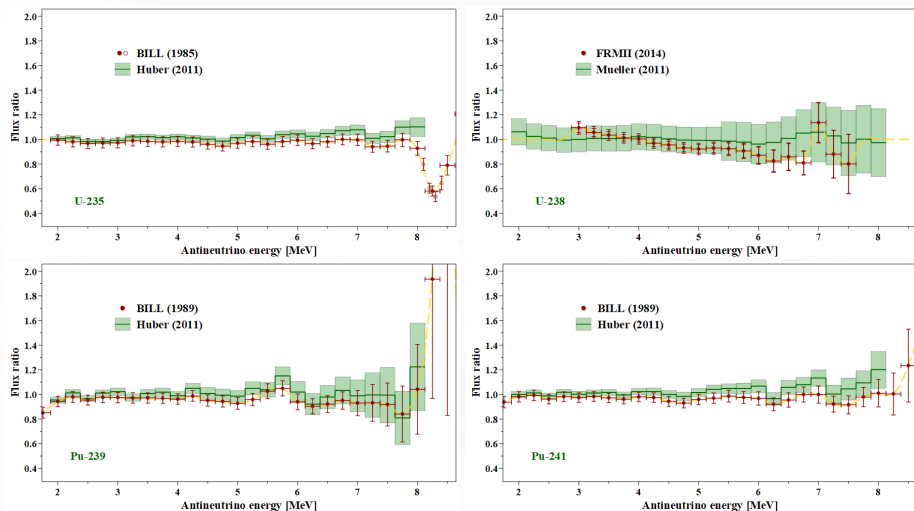 2.0
1.8
1.6
1.4
1.2
1.0
0.8
0.6
0.4
Flux ratio
BILL (1985)
Huber (2011)
U-235
2 3 4 5 6 7 8
Antineutrino energy [MeV]
2.0
1.8
1.6
1.4
1.2
1.0
0.8
0.6
0.4
Flux ratio
FRMII (2014)
Mueller (2011)
U-238
2 3 4 5 6 7 8
Antineutrino energy [MeV]
2.0
1.8
1.6
1.4
1.2
1.0
0.8
0.6
0.4
Flux ratio
BILL (1989)
Huber (2011)
Pu-239
2 3 4 5 6 7 8
Antineutrino energy [MeV]
2.0
1.8
1.6
1.4
1.2
1.0
0.8
0.6
0.4
Flux ratio
BILL (1989)
Huber (2011)
Pu-241
2 3 4 5 6 7 8
Antineutrino energy [MeV]